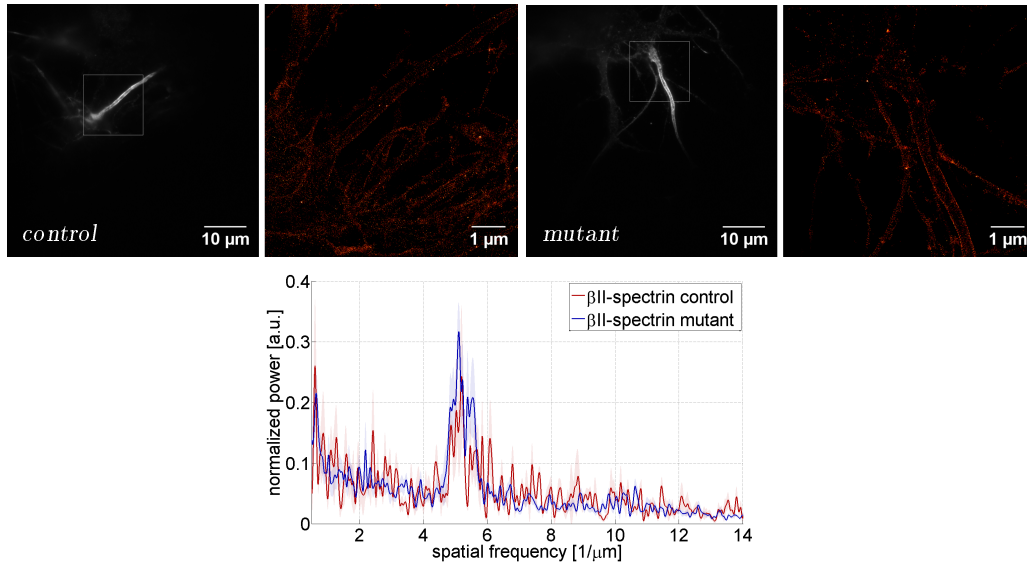 control
10 µm
1 µm
mutant
10 µm
1 µm
0.4
0.3
0.2
0.1
0
normalized power [a.u.]
βII-spectrin control
βII-spectrin mutant
2 4 6 8 10 12 14
spatial frequency [1/µm]